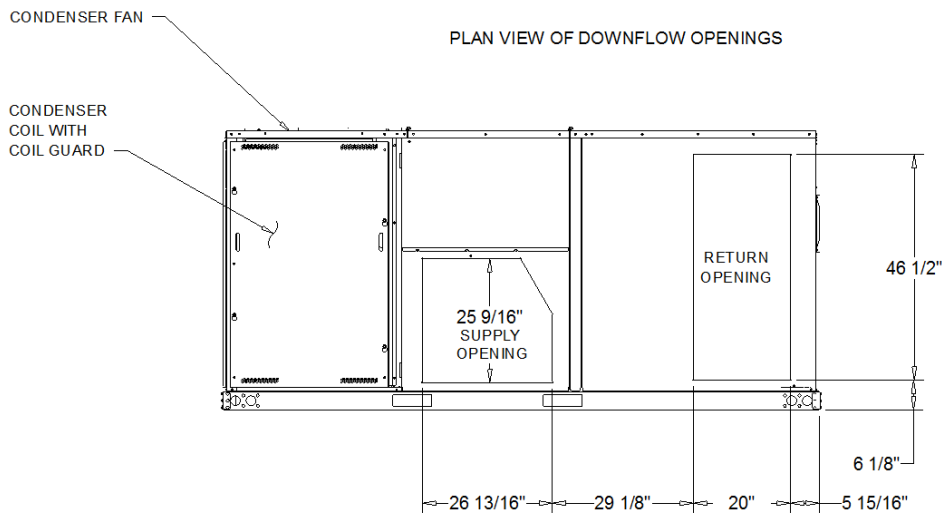 CONDENSER FAN
PLAN VIEW OF DOWNFLOW OPENINGS
CONDENSER
COIL WITH
COIL GUARD
RETURN
OPENING
46 1/2"
25 9/16"
SUPPLY
OPENING
6 1/8"
26 13/16"
29 1/8"
20"
5 15/16"